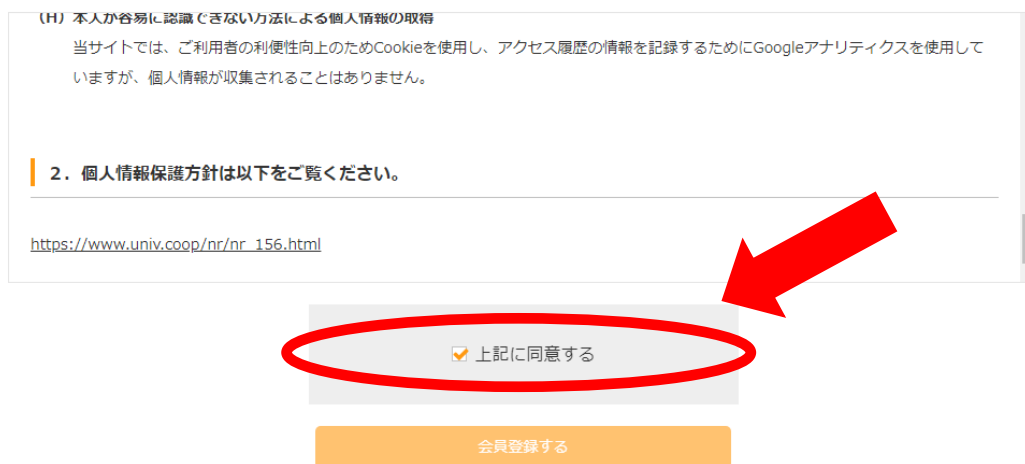 (H) 本人が容易に認識できない方法による個人情報の取得
当サイトでは、ご利用者の利便性向上のためCookieを使用し、アクセス履歴の情報を記録するためにGoogleアナリティクスを使用して
いますが、個人情報が収集されることはありません。
2. 個人情報保護方針は以下をご覧ください。
https://www.univ.coop/nr/nr_156.html
上記に同意する
会員登録する